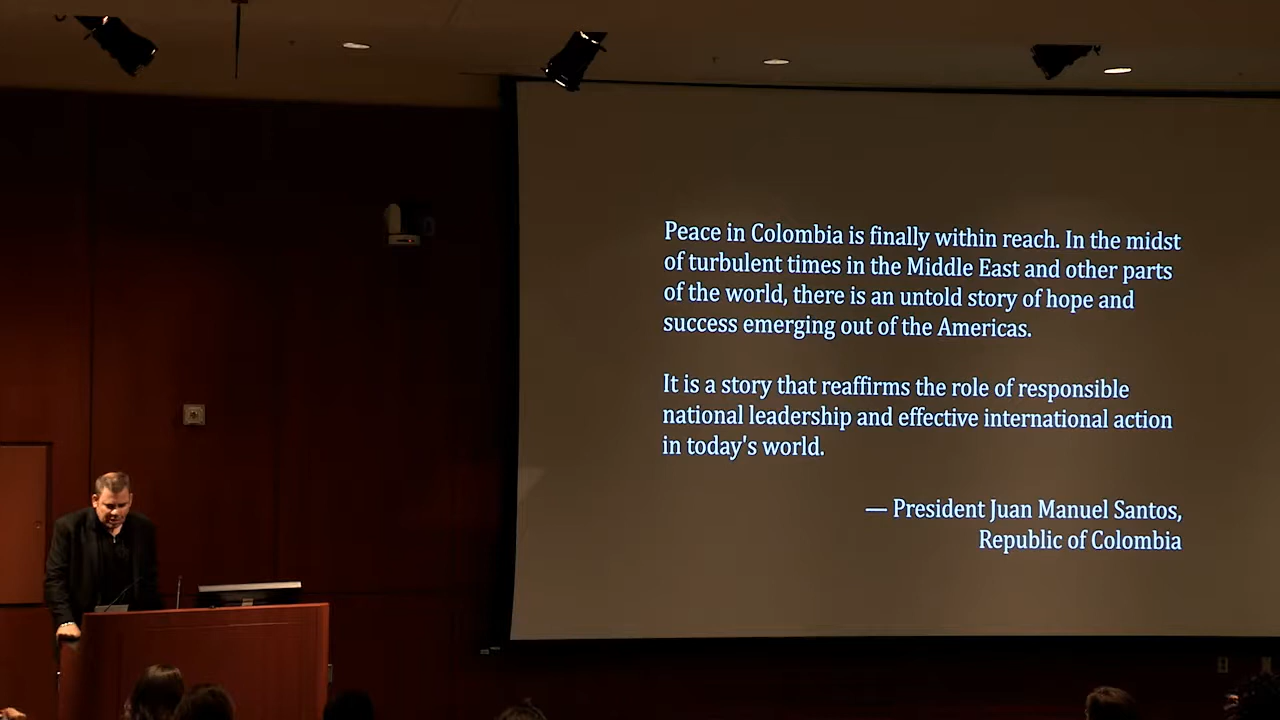 Peace in Colombia is finally within reach. In the midst
of turbulent times in the Middle East and other parts
of the world, there is an untold story of hope and
success emerging out of the Americas.
It is a story that reaffirms the role of responsible
national leadership and effective international action
in today's world.
— President Juan Manuel Santos,
Republic of Colombia